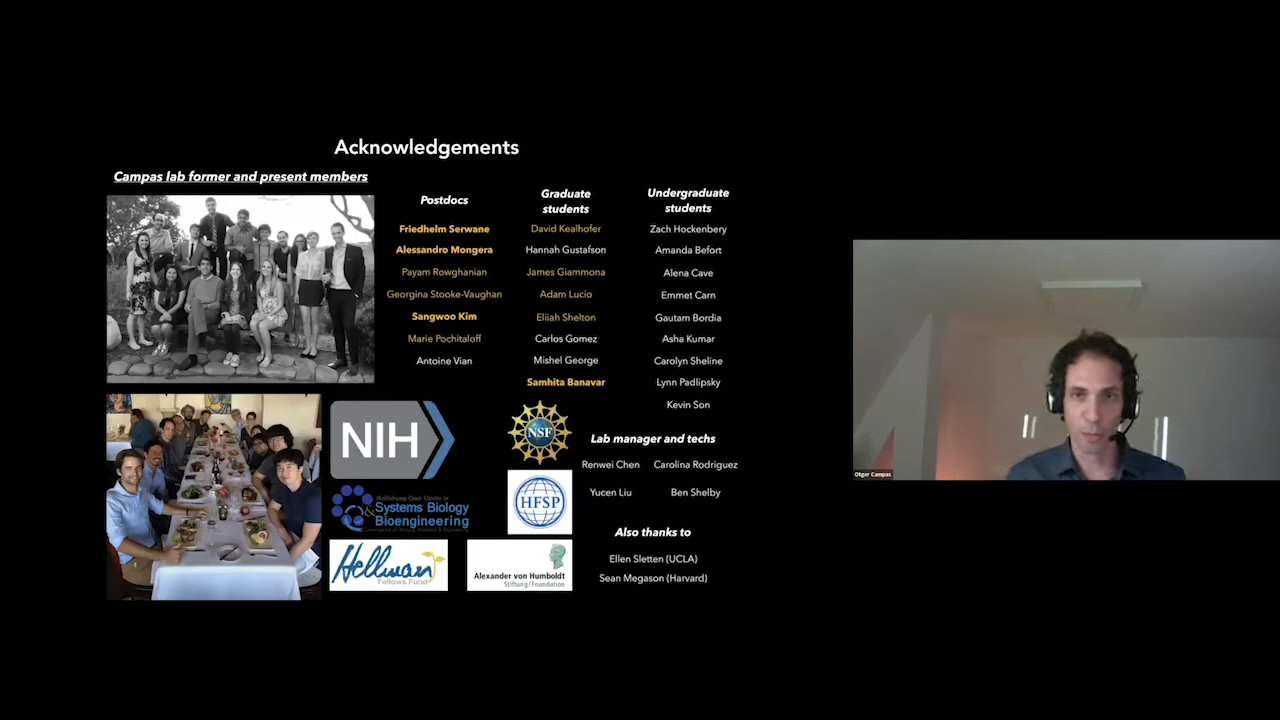 Acknowledgements
Campas lab former and present members
Postdocs
Friedhelm Serwane
Alessandro Mongera
Payam Rowghanian
Georgina Stooke-Vaughan
Sangwoo Kim
Marie Pochitaloff
Antoine Vian
Graduate
students
David Kealhofer
Hannah Gustafson
James Giammona
Adam Lucio
Elijah Shelton
Carlos Gomez
Mishel George
Samhita Banavar
Undergraduate
students
Zach Hockenbery
Amanda Befort
Alena Cave
Emmet Carn
Gautam Bordia
Asha Kumar
Carolyn Sheline
Lynn Padlipsky
Kevin Son
Lab manager and techs
Renwei Chen Carolina Rodriguez
Yucen Liu Ben Shelby
Also thanks to
Ellen Sletten (UCLA)
Sean Megason (Harvard)
NIH
NSF
&Systems Biology
Bioengineering
HFSP
Hellman
Fellows Fund
Alexander von Humboldt
Stiftung/Foundation
Otger Campas